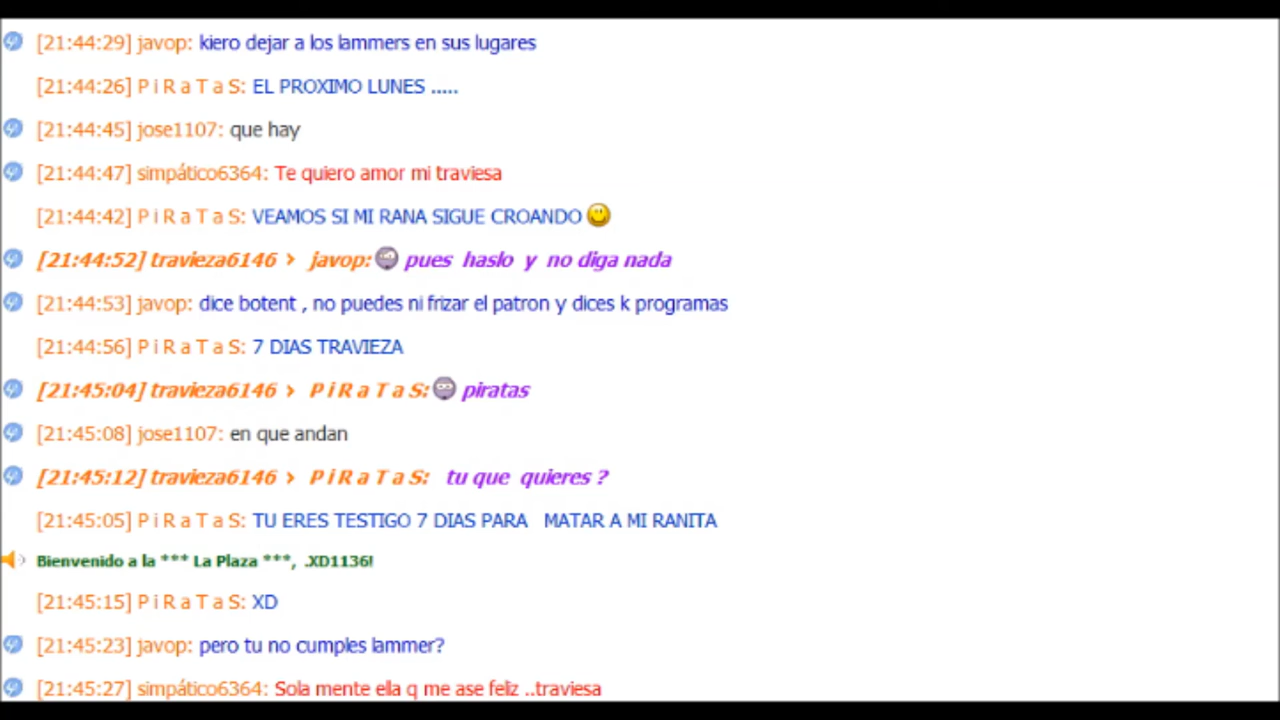 [21:44:29] javop: kiero dejar a los lammers en sus lugares
[21:44:26] P i R a T a S: EL PROXIMO LUNES .....
[21:44:45] jose1107: que hay
[21:44:47] simpático6364: Te quiero amor mi traviesa
[21:44:42] P i R a T a S: VEAMOS SI MI RANA SIGUE CROANDO
[21:44:52] travieza6146 > javop: pues haslo y no diga nada
[21:44:53] javop: dice botent , no puedes ni frizar el patron y dices k programas
[21:44:56] P i R a T a S: 7 DIAS TRAVIEZA
[21:45:04] travieza6146 > P i R a T a S: piratas
[21:45:08] jose1107: en que andan
[21:45:12] travieza6146 > P i R a T a S: tu que quieres ?
[21:45:05] P i R a T a S: TU ERES TESTIGO 7 DIAS PARA MATAR A MI RANITA
Bienvenido a la *** La Plaza ***, .XD1136!
[21:45:15] P i R a T a S: XD
[21:45:23] javop: pero tu no cumples lammer?
[21:45:27] simpático6364: Sola mente ella q me ase feliz ..traviesa